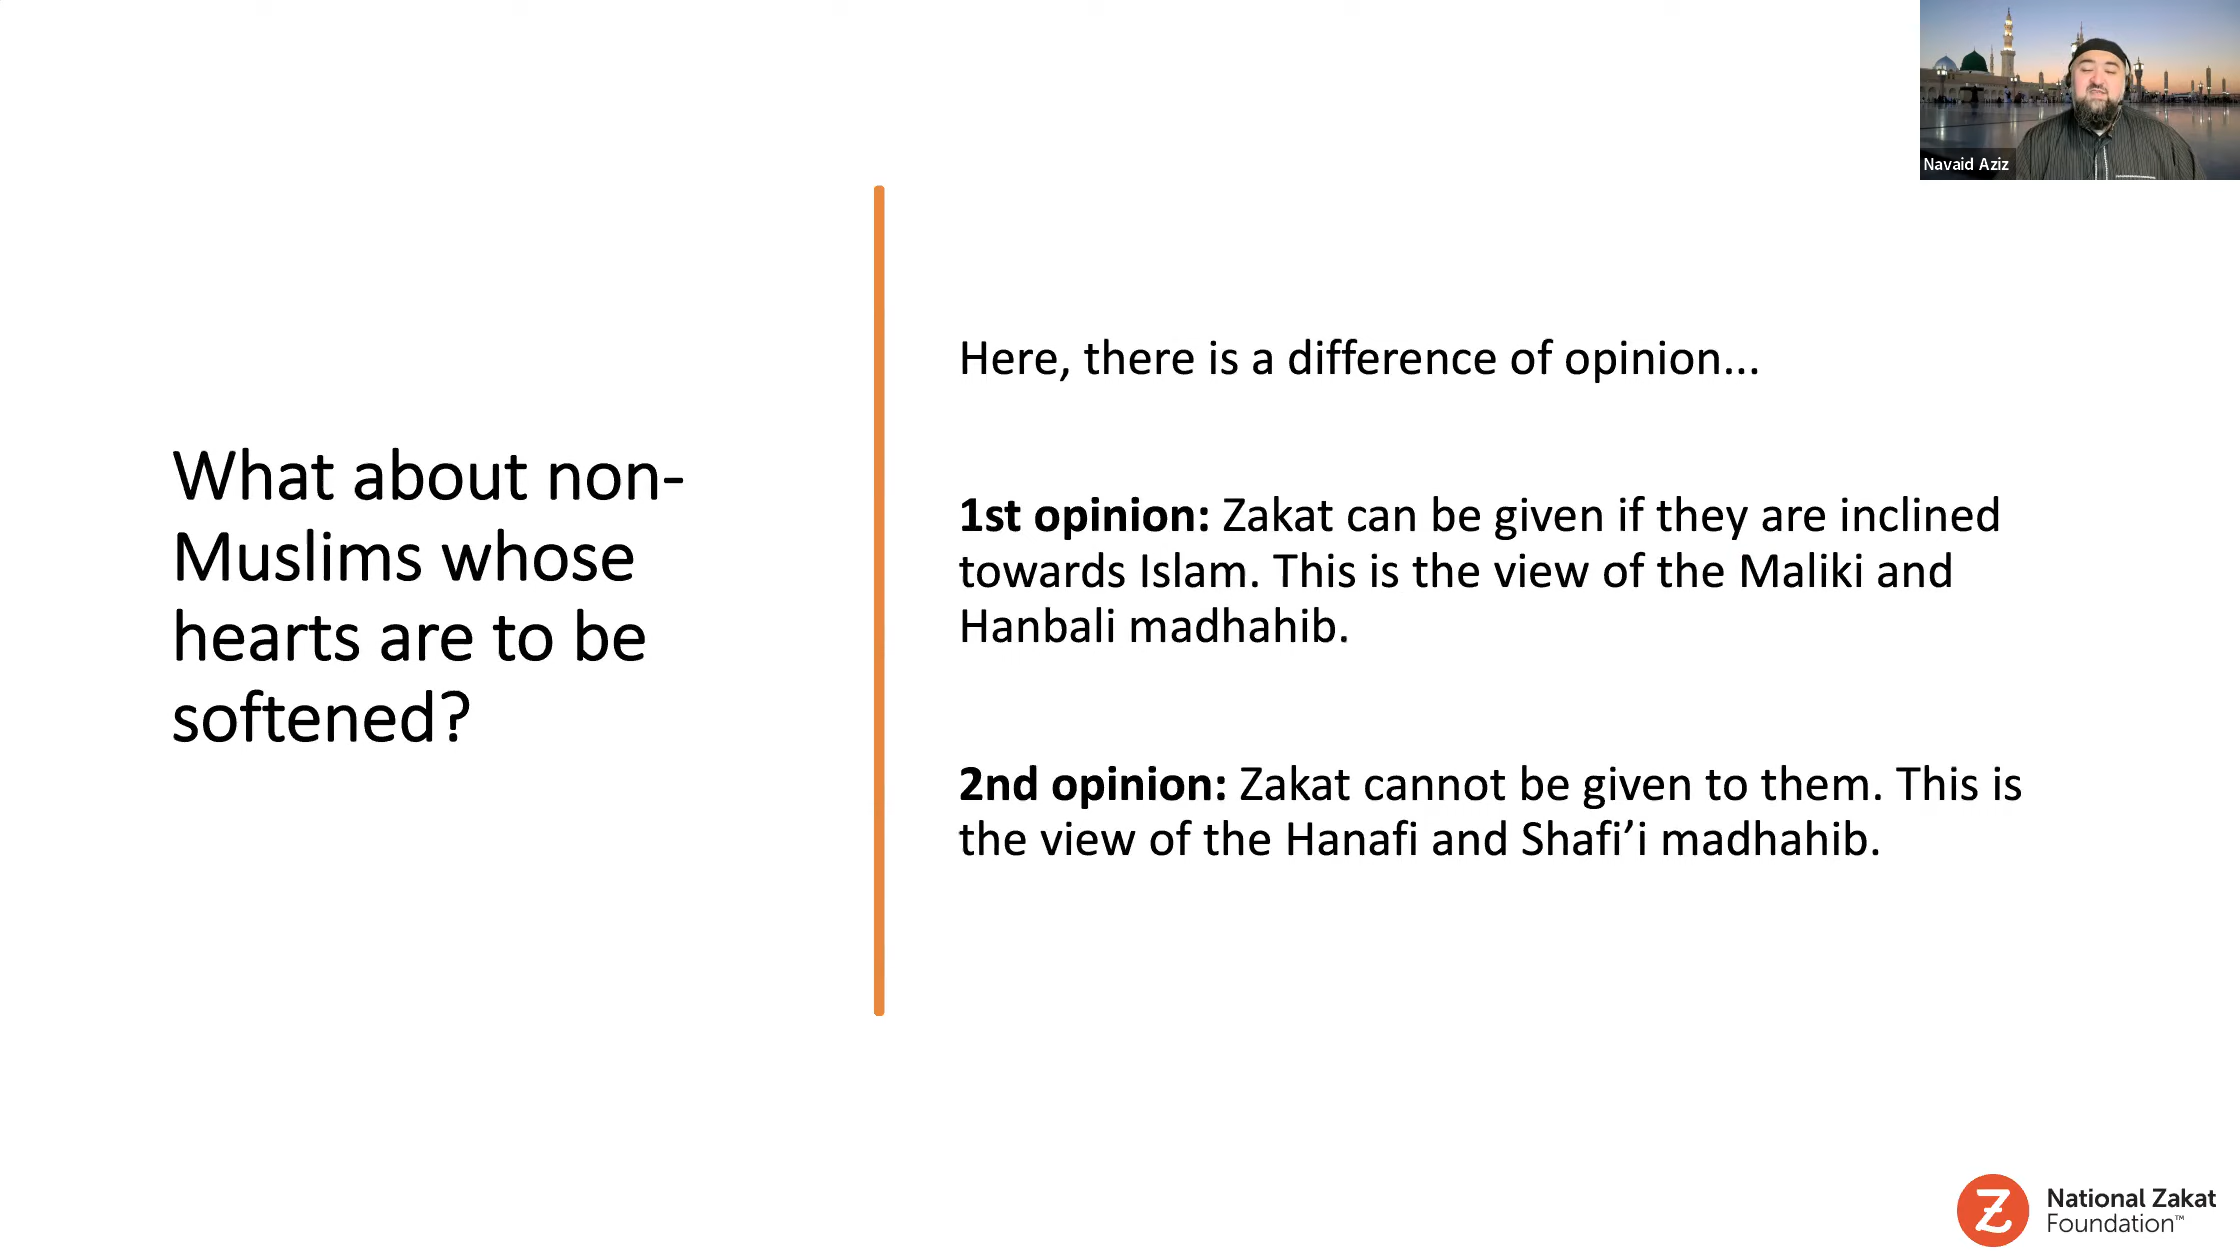 What about non-
Muslims whose
hearts are to be
softened?
Here, there is a difference of opinion...
1st opinion: Zakat can be given if they are inclined
towards Islam. This is the view of the Maliki and
Hanbali madhahib.
2nd opinion: Zakat cannot be given to them. This is
the view of the Hanafi and Shafi’i madhahib.
Navaid Aziz
Z
National Zakat
Foundation™